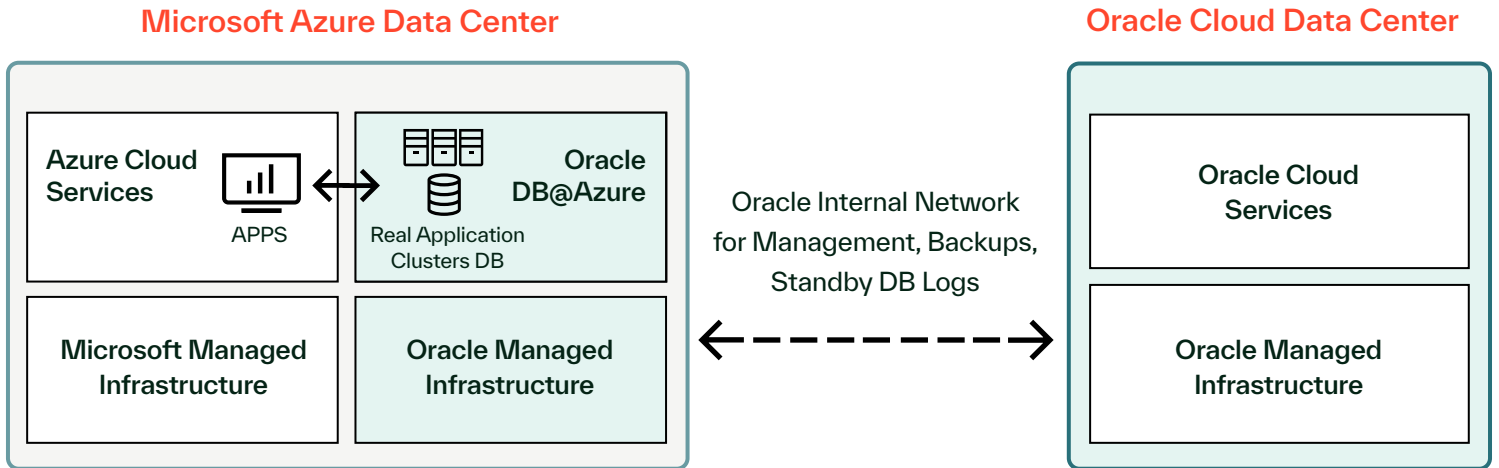 Microsoft Azure Data Center
Oracle Cloud Data Center
Azure Cloud
Services
APPS
Oracle
DB@Azure
Real Application
Clusters DB
Microsoft Managed
Infrastructure
Oracle Managed
Infrastructure
Oracle Internal Network
for Management, Backups,
Standby DB Logs
Oracle Cloud
Services
Oracle Managed
Infrastructure